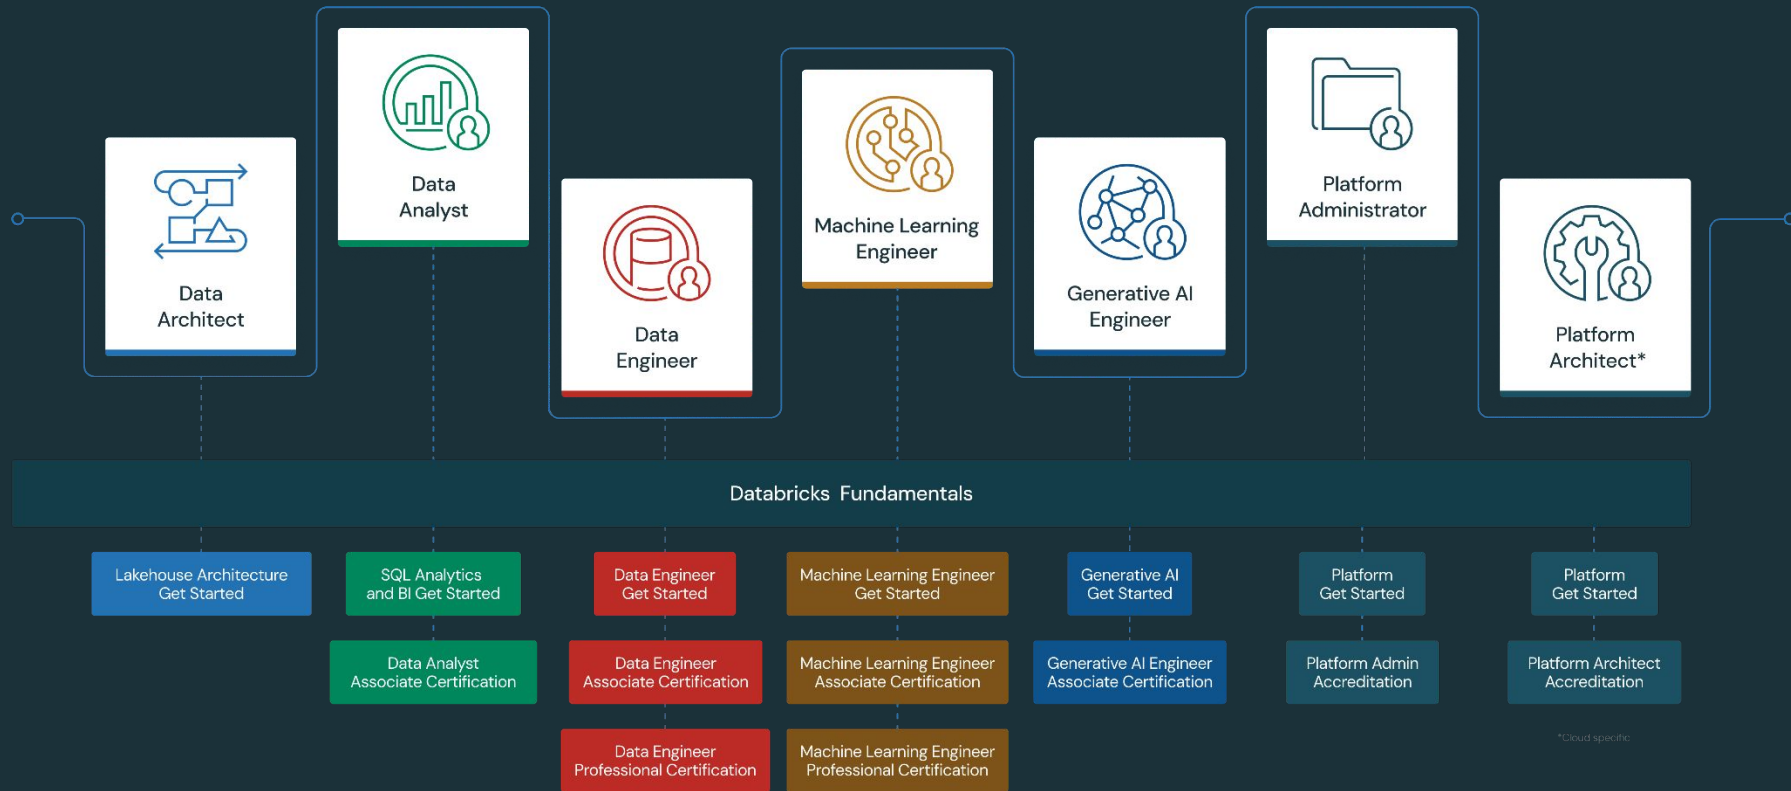 Data
Architect
Data
Analyst
Data
Engineer
Machine Learning
Engineer
Generative AI
Engineer
Platform
Administrator
Platform
Architect*
Databricks Fundamentals
Lakehouse Architecture
Get Started
SQL Analytics
and BI Get Started
Data Engineer
Get Started
Machine Learning Engineer
Get Started
Generative AI
Get Started
Platform
Get Started
Platform
Get Started
Data Analyst
Associate Certification
Data Engineer
Associate Certification
Machine Learning Engineer
Associate Certification
Generative AI Engineer
Associate Certification
Platform Admin
Accreditation
Platform Architect
Accreditation
Data Engineer
Professional Certification
Machine Learning Engineer
Professional Certification
*Cloud specific